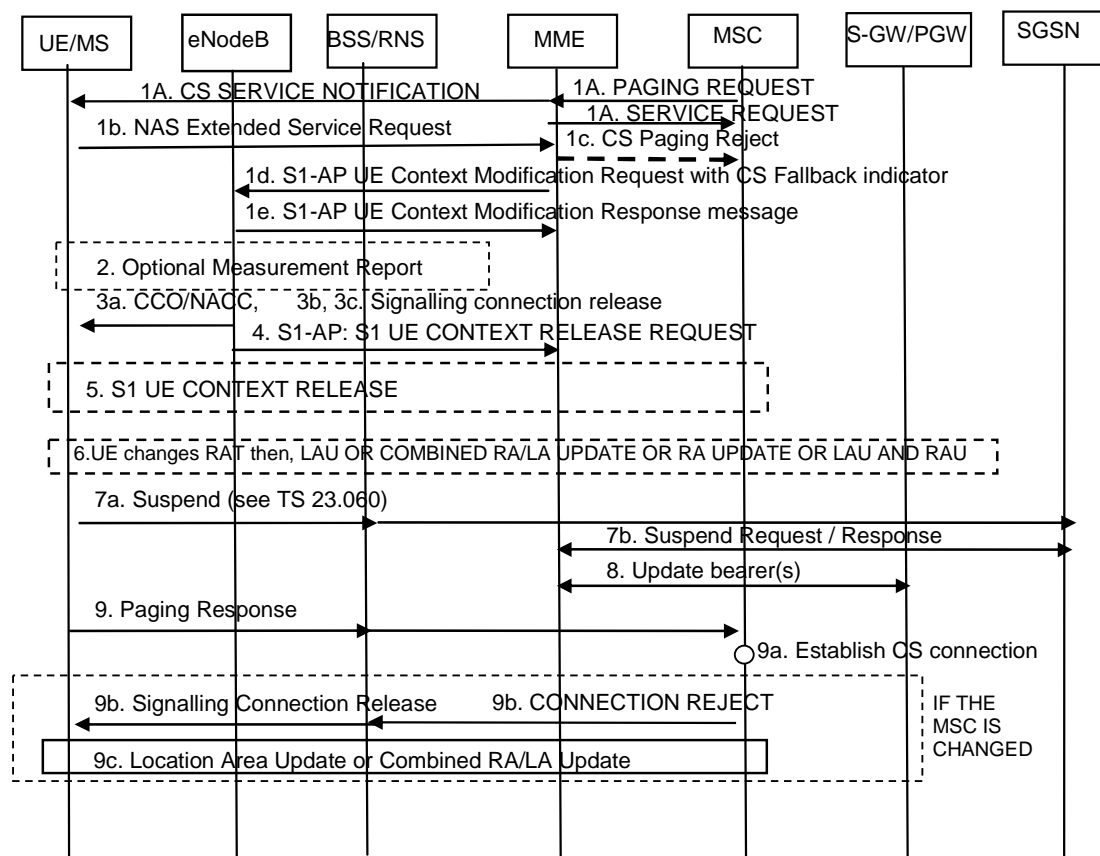 UE/MS
eNodeB
BSS/RNS
MME
MSC
S-GW/PGW
SGSN
1A. CS SERVICE NOTIFICATION
1A. PAGING REQUEST
1A. SERVICE REQUEST
1b. NAS Extended Service Request
1c. CS Paging Reject
1d. S1-AP UE Context Modification Request with CS Fallback indicator
1e. S1-AP UE Context Modification Response message
2. Optional Measurement Report
3a. CCO/NACC, 3b, 3c. Signalling connection release
4. S1-AP: S1 UE CONTEXT RELEASE REQUEST
5. S1 UE CONTEXT RELEASE
6.UE changes RAT then, LAU OR COMBINED RA/LA UPDATE OR RA UPDATE OR LAU AND RAU
7a. Suspend (see TS 23.060)
7b. Suspend Request / Response
8. Update bearer(s)
9. Paging Response
9a. Establish CS connection
9b. Signalling Connection Release
9b. CONNECTION REJECT
IF THE
MSC IS
CHANGED
9c. Location Area Update or Combined RA/LA Update